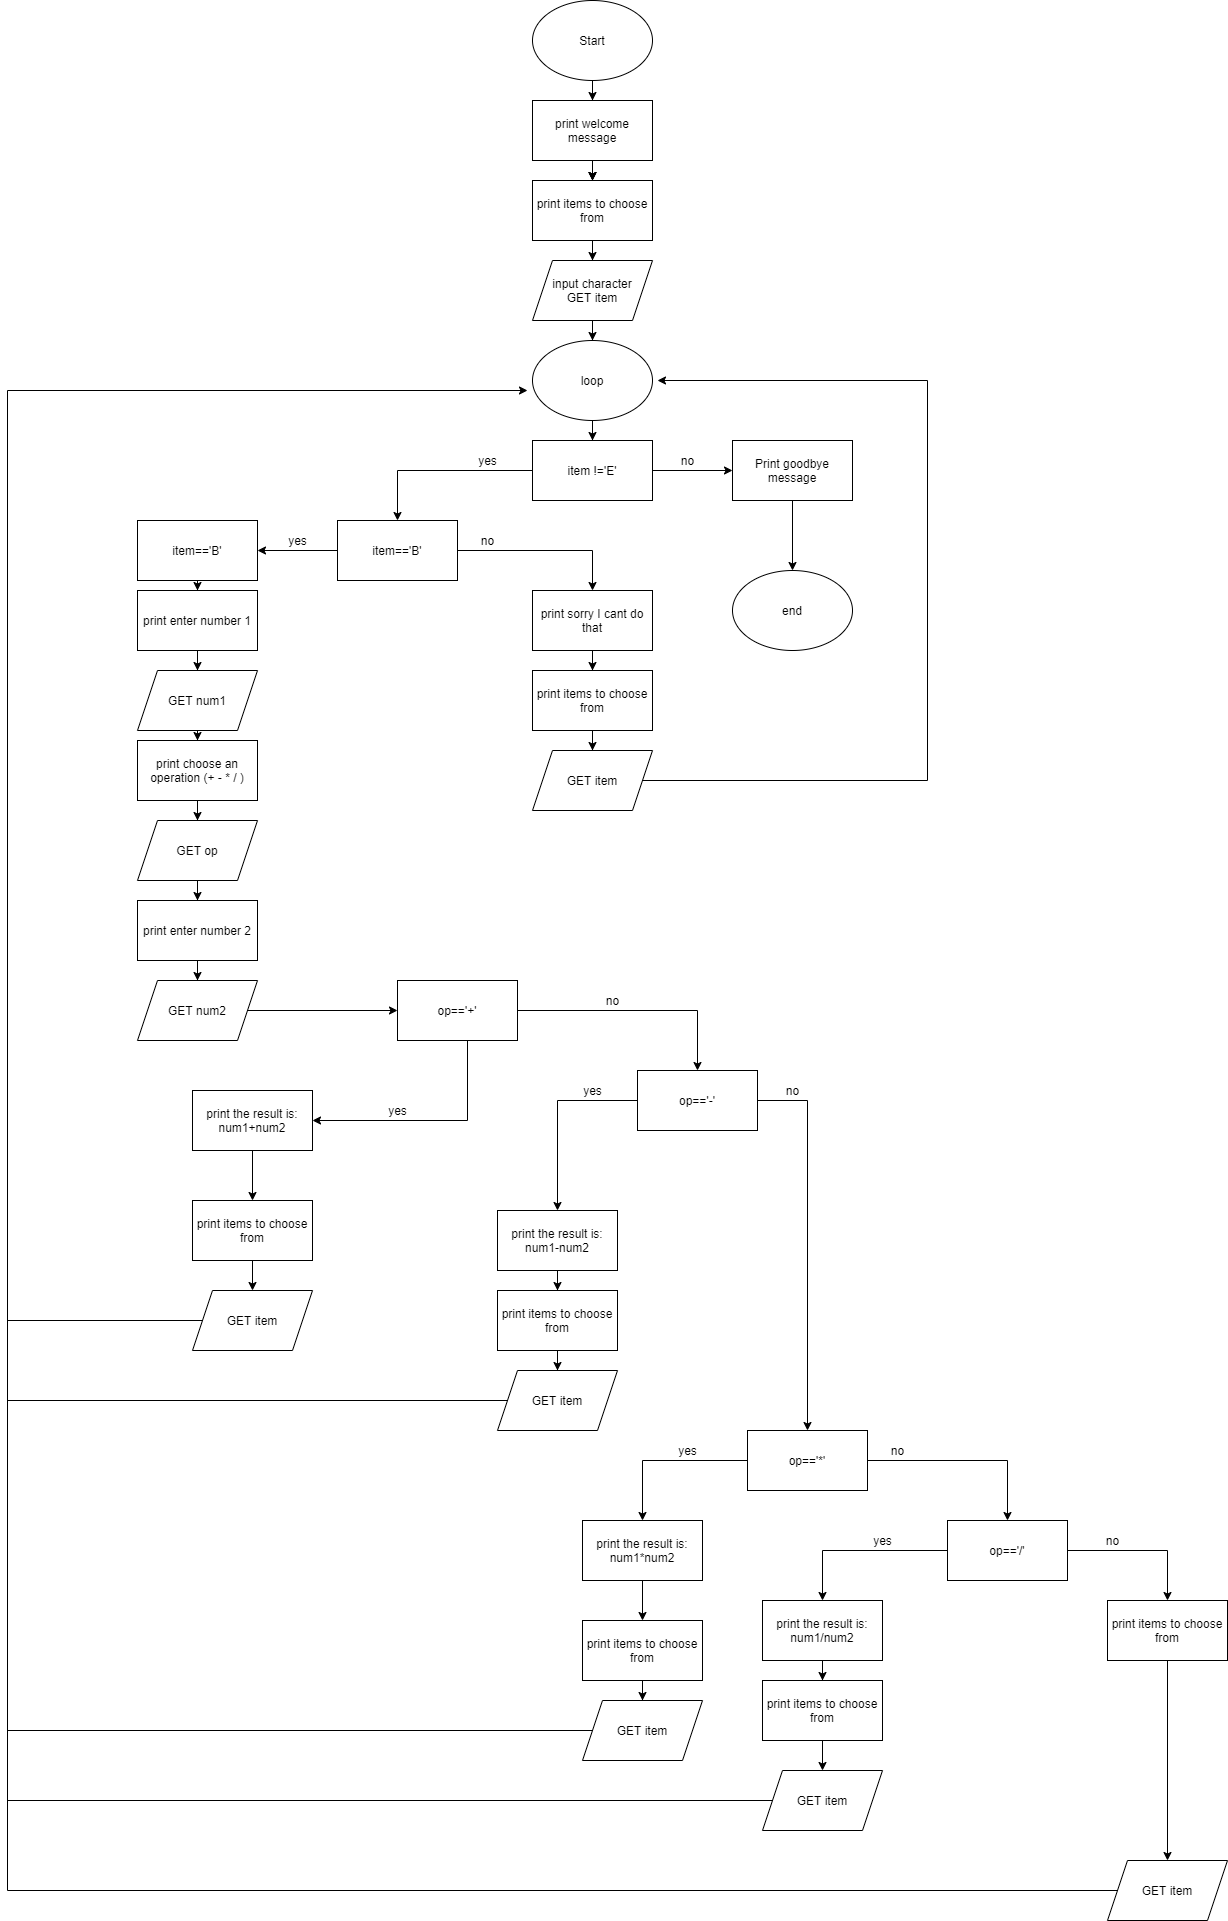 Start
print welcome
message
print items to choose
from
input character
GET item
loop
yes
item !='E'
no
Print goodbye
message
item=='B'
yes
item=='B'
no
print enter number 1
print sorry I cant do
that
end
GET num1
print items to choose
from
print choose an
operation (+ - * / )
GET item
GET op
print enter number 2
GET num2
op=='+'
no
yes
op=='-'
no
print the result is:
num1+num2
yes
print items to choose
from
print the result is:
num1-num2
GET item
print items to choose
from
GET item
yes
op=='*'
no
print the result is:
num1*num2
yes
op=='/'
no
print items to choose
from
print the result is:
num1/num2
print items to choose
from
GET item
print items to choose
from
GET item
GET item